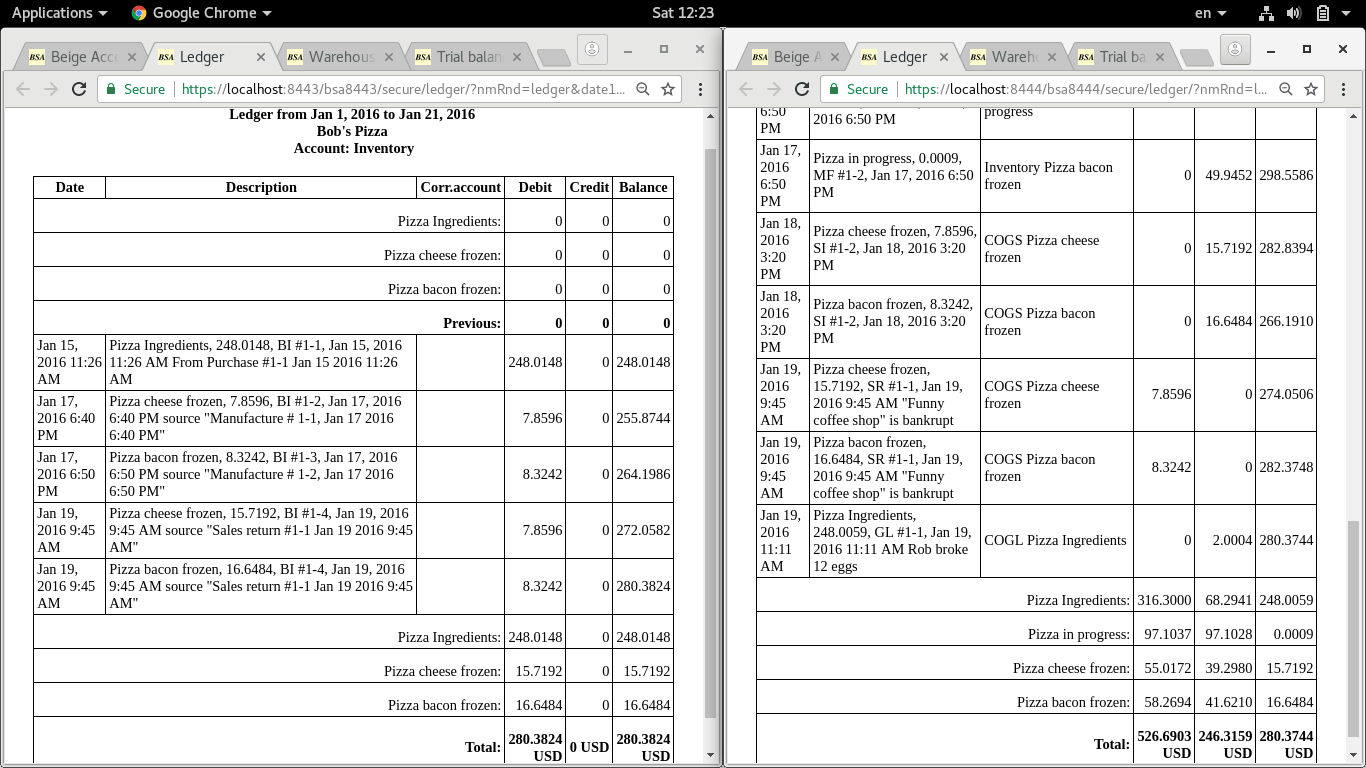 Applications
Google Chrome
Sat 12:23
en
BSA Beige Acco
BSA Ledger
BSA Warehous
BSA Trial balan
Secure
https://localhost:8443/bsa8443/secure/ledger/?nmRnd=ledger&date1...
Ledger from Jan 1, 2016 to Jan 21, 2016
Bob's Pizza
Account: Inventory
Date Description Corr.account Debit Credit Balance
Pizza Ingredients: 0 0 0
Pizza cheese frozen: 0 0 0
Pizza bacon frozen: 0 0 0
Previous: 0 0 0
Jan 15, Pizza Ingredients, 248.0148, BI #1-1, Jan 15, 2016
2016 11:26 11:26 AM From Purchase #1-1 Jan 15 2016 11:26 248.0148 0 248.0148
AM AM
Jan 17, Pizza cheese frozen, 7.8596, BI #1-2, Jan 17, 2016
2016 6:40 6:40 PM source "Manufacture # 1-1, Jan 17 2016 7.8596 0 255.8744
PM 6:40 PM"
Jan 17, Pizza bacon frozen, 8.3242, BI #1-3, Jan 17, 2016
2016 6:50 6:50 PM source "Manufacture # 1-2, Jan 17 2016 8.3242 0 264.1986
PM 6:50 PM"
Jan 19, Pizza cheese frozen, 15.7192, BI #1-4, Jan 19, 2016
2016 9:45 9:45 AM source "Sales return #1-1 Jan 19 2016 9:45 7.8596 0 272.0582
AM AM"
Jan 19, Pizza bacon frozen, 16.6484, BI #1-4, Jan 19, 2016
2016 9:45 9:45 AM source "Sales return #1-1 Jan 19 2016 9:45 8.3242 0 280.3824
AM AM"
Pizza Ingredients: 248.0148 0 248.0148
Pizza cheese frozen: 15.7192 0 15.7192
Pizza bacon frozen: 16.6484 0 16.6484
Total: 280.3824 USD 0 USD 280.3824 USD
BSA Beige A
BSA Ledger
BSA Wareh
BSA Trial ba
Secure
https://localhost:8444/bsa8444/secure/ledger/?nmRnd=l...
6:50 2016 6:50 PM progress
PM
Jan 17,
2016 Pizza in progress, 0.0009, Inventory Pizza bacon
6:50 MF #1-2, Jan 17, 2016 6:50 frozen 0 49.9452 298.5586
PM PM
Jan 18,
2016 Pizza cheese frozen, 7.8596, COGS Pizza cheese
3:20 SI #1-2, Jan 18, 2016 3:20 frozen 0 15.7192 282.8394
PM PM
Jan 18,
2016 Pizza bacon frozen, 8.3242, COGS Pizza bacon
3:20 SI #1-2, Jan 18, 2016 3:20 frozen 0 16.6484 266.1910
PM PM
Jan 19, Pizza cheese frozen,
2016 15.7192, SR #1-1, Jan 19, COGS Pizza cheese
9:45 2016 9:45 AM "Funny frozen 7.8596 0 274.0506
AM coffee shop" is bankrupt
Jan 19, Pizza bacon frozen,
2016 16.6484, SR #1-1, Jan 19, COGS Pizza bacon
9:45 2016 9:45 AM "Funny frozen 8.3242 0 282.3748
AM coffee shop" is bankrupt
Jan 19, Pizza Ingredients,
2016 248.0059, GL #1-1, Jan 19, COGL Pizza Ingredients 0 2.0004 280.3744
11:11 2016 11:11 AM Rob broke
AM 12 eggs
Pizza Ingredients: 316.3000 68.2941 248.0059
Pizza in progress: 97.1037 97.1028 0.0009
Pizza cheese frozen: 55.0172 39.2980 15.7192
Pizza bacon frozen: 58.2694 41.6210 16.6484
Total: 526.6903 USD 246.3159 USD 280.3744 USD